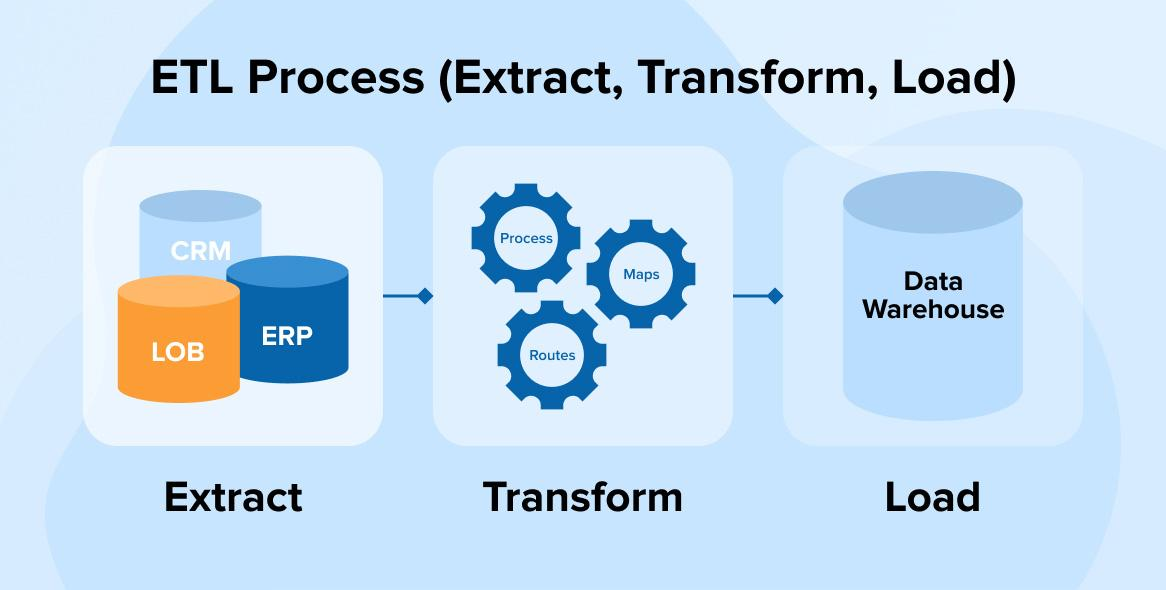 ETL Process (Extract, Transform, Load)
CRM
LOB
ERP
Process
Maps
Routes
Data
Warehouse
Extract
Transform
Load